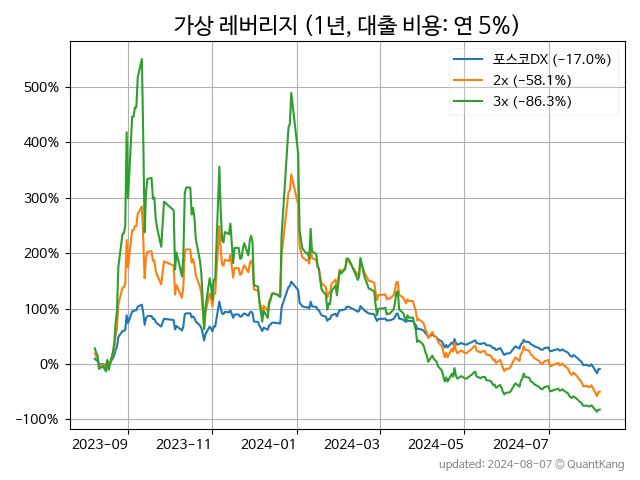 가상 레버리지 (1년, 대출 비용: 연 5%)
포스코DX (−17.0%)
2x (−58.1%)
3x (−86.3%)
500%
400%
300%
200%
100%
0%
−100%
2023-09
2023-11
2024-01
2024-03
2024-05
2024-07
updated: 2024-08-07 © QuantKang